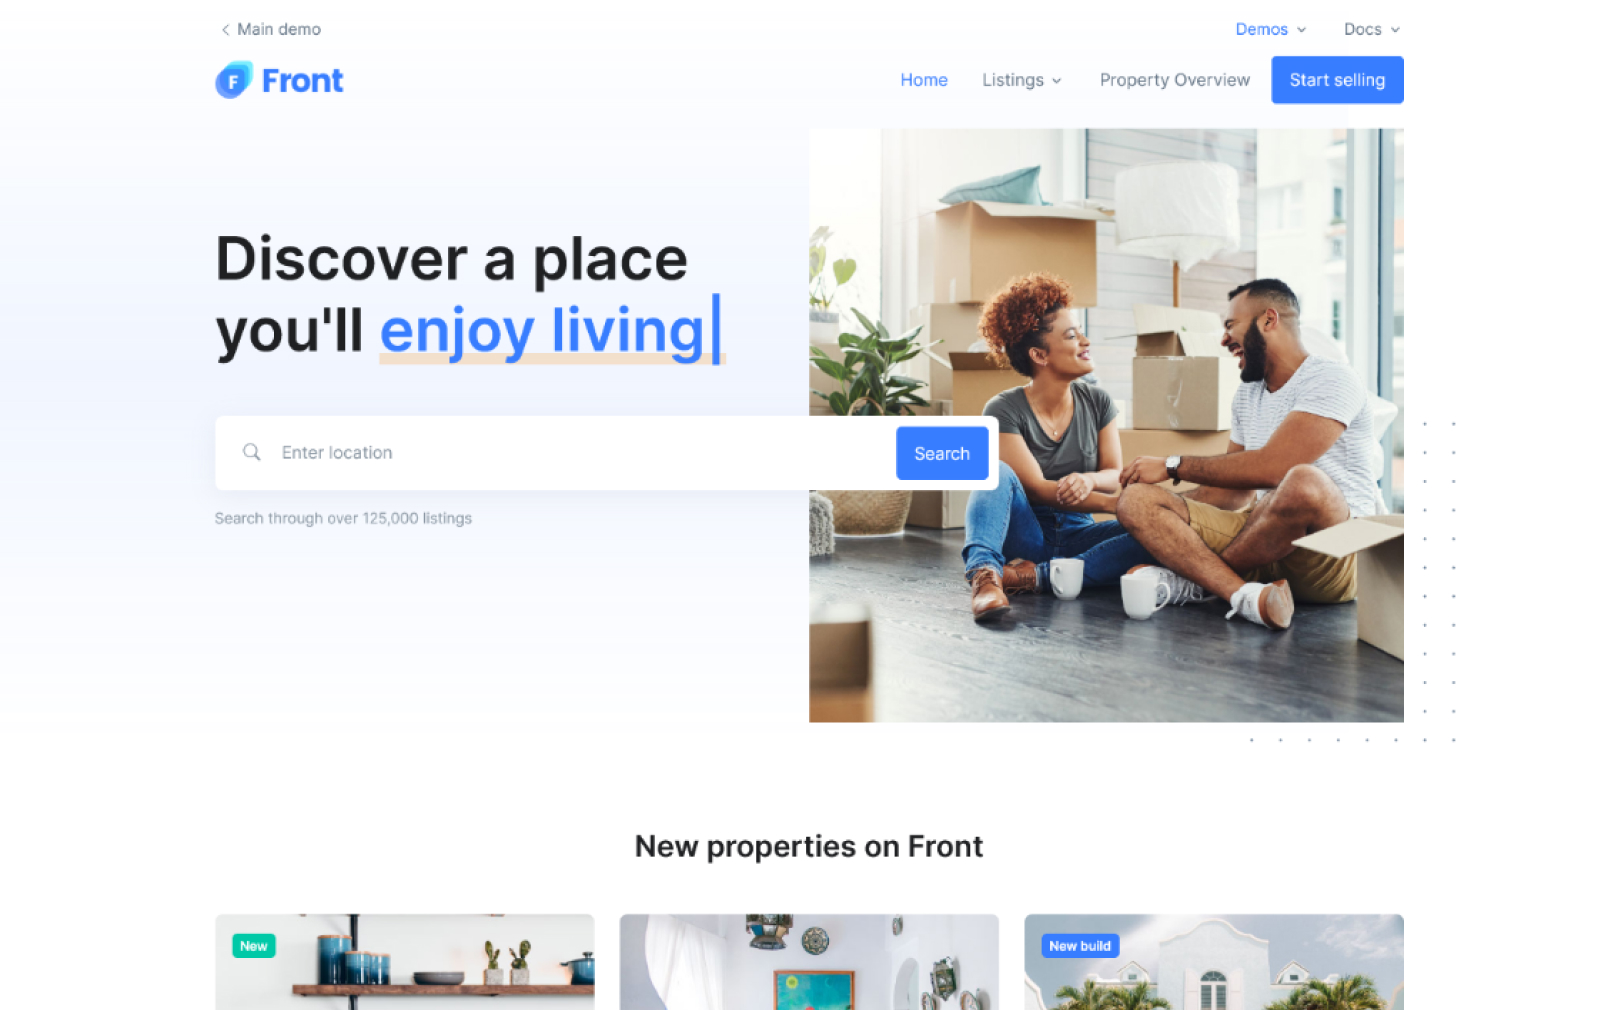 Main demo
Demos
Docs
F Front
Home
Listings
Property Overview
Start selling
Discover a place
you'll enjoy living
Enter location
Search
Search through over 125,000 listings
New properties on Front
New
New build